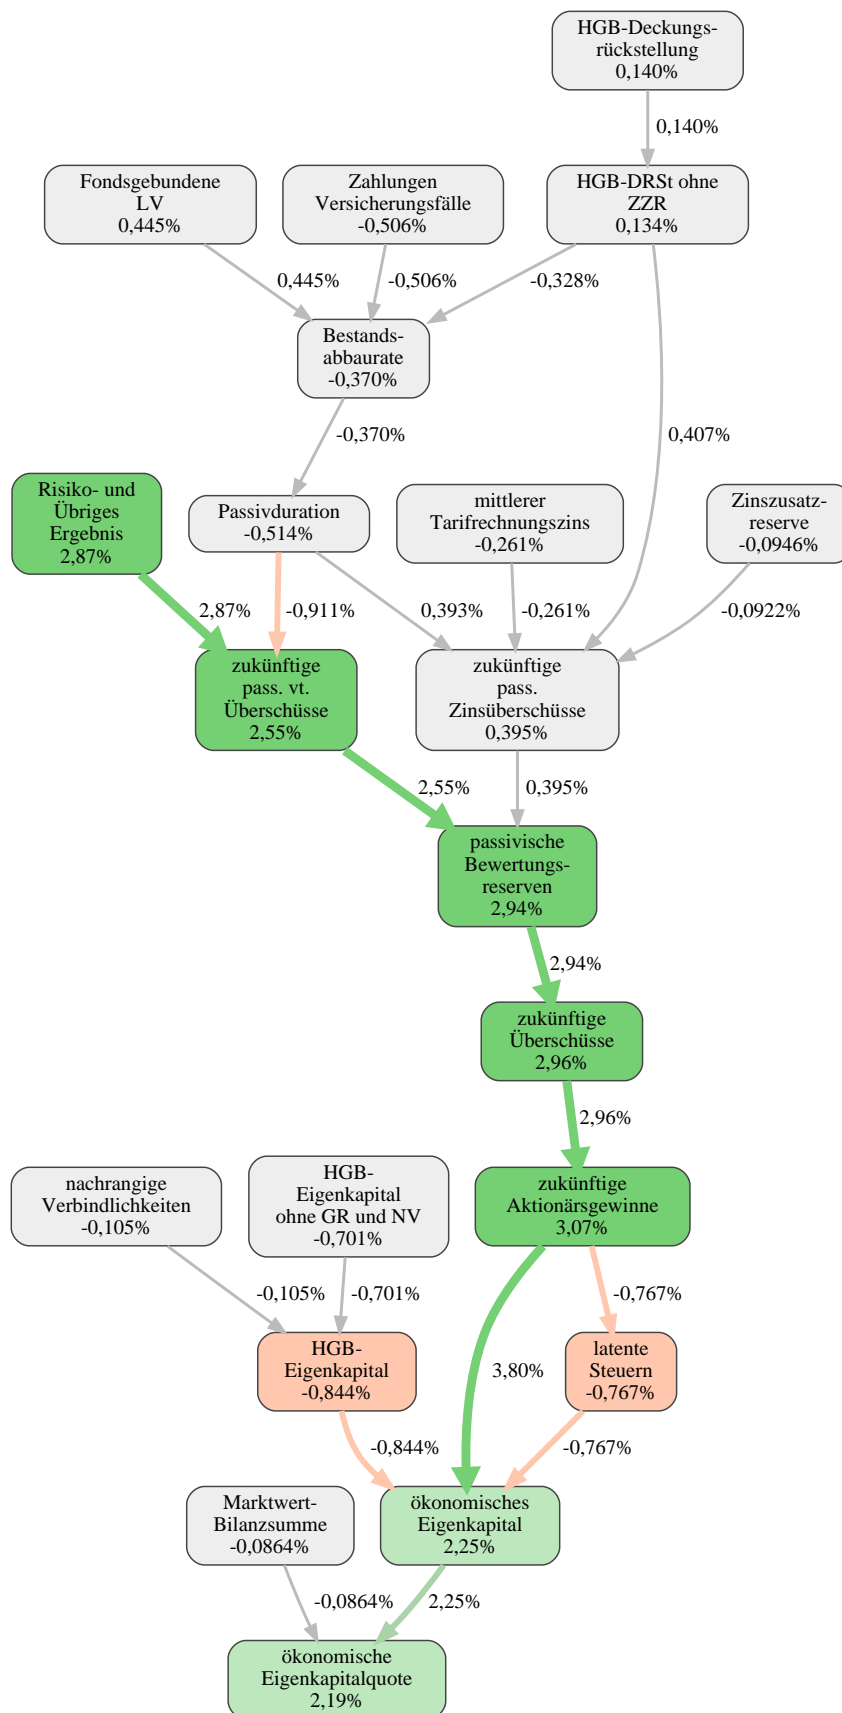 HGB-Deckungs-
rückstellung
0,140%
0,140%
Fondsgebundene
LV
0,445%
Zahlungen
Versicherungsfälle
-0,506%
HGB-DRSt ohne
ZZR
0,134%
0,445%
-0,506%
-0,328%
Bestands-
abbaurate
-0,370%
-0,370%
0,407%
Risiko- und
Übriges
Ergebnis
2,87%
Passivduration
-0,514%
mittlerer
Tarifrechnungszins
-0,261%
Zinszusatz-
reserve
-0,0946%
2,87%
-0,911%
0,393%
-0,261%
-0,0922%
zukünftige
pass. vt.
Überschüsse
2,55%
zukünftige
pass.
Zinsüberschüsse
0,395%
2,55%
0,395%
passivische
Bewertungs-
reserven
2,94%
2,94%
zukünftige
Überschüsse
2,96%
2,96%
nachrangige
Verbindlichkeiten
-0,105%
HGB-
Eigenkapital
ohne GR und NV
-0,701%
zukünftige
Aktionärsgewinne
3,07%
-0,105%
-0,701%
-0,767%
HGB-
Eigenkapital
-0,844%
3,80%
latente
Steuern
-0,767%
-0,844%
-0,767%
Marktwert-
Bilanzsumme
-0,0864%
ökonomisches
Eigenkapital
2,25%
-0,0864%
2,25%
ökonomische
Eigenkapitalquote
2,19%